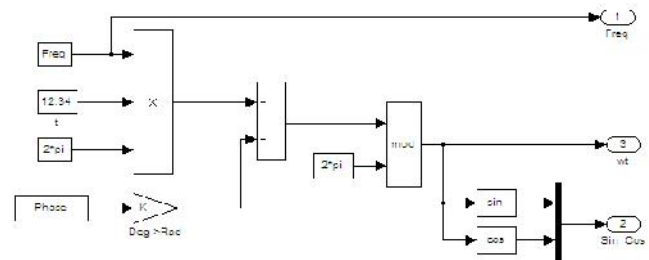 1
Freq
Freq
12:34
t
X
2*pi
2*pi
mod
3
wt
Phase
K
Deg->Rad
sin
cos
2
Sin_Cos